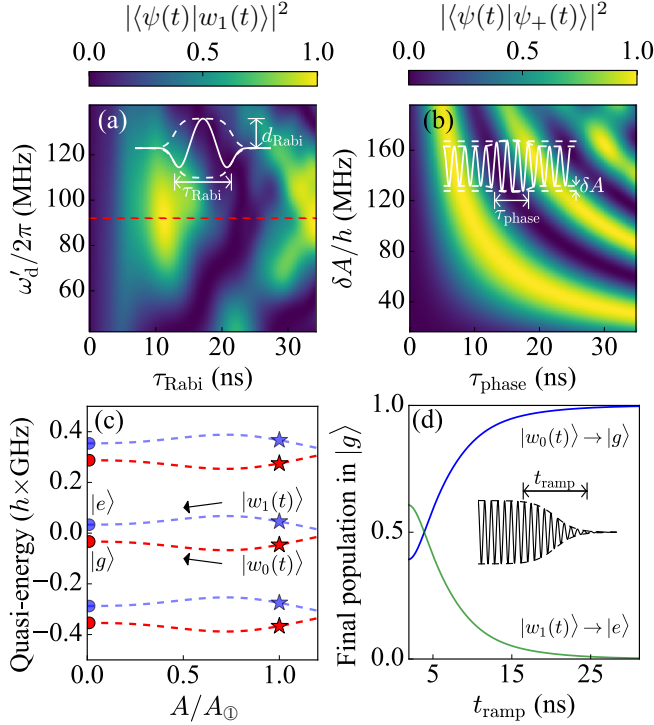 |⟨ψ(t)|w₁(t)⟩|²
0.0 0.5 1.0
(a)
d_Rabi
τ_Rabi
120
100
80
60
ω′_d/2π (MHz)
0 10 20 30
τ_Rabi (ns)
|⟨ψ(t)|ψ₊(t)⟩|²
0.0 0.5 1.0
(b)
δA
τ_phase
160
120
80
40
δA/h (MHz)
0 10 20 30
τ_phase (ns)
(c)
0.4
0.2
0.0
−0.2
−0.4
Quasi-energy (h×GHz)
|e⟩
|w₁(t)⟩
|g⟩
|w₀(t)⟩
0.0 0.5 1.0
A/A_①
(d)
1.0
0.5
0.0
Final population in |g⟩
|w₀(t)⟩→|g⟩
t_ramp
|w₁(t)⟩→|e⟩
5 15 25
t_ramp (ns)